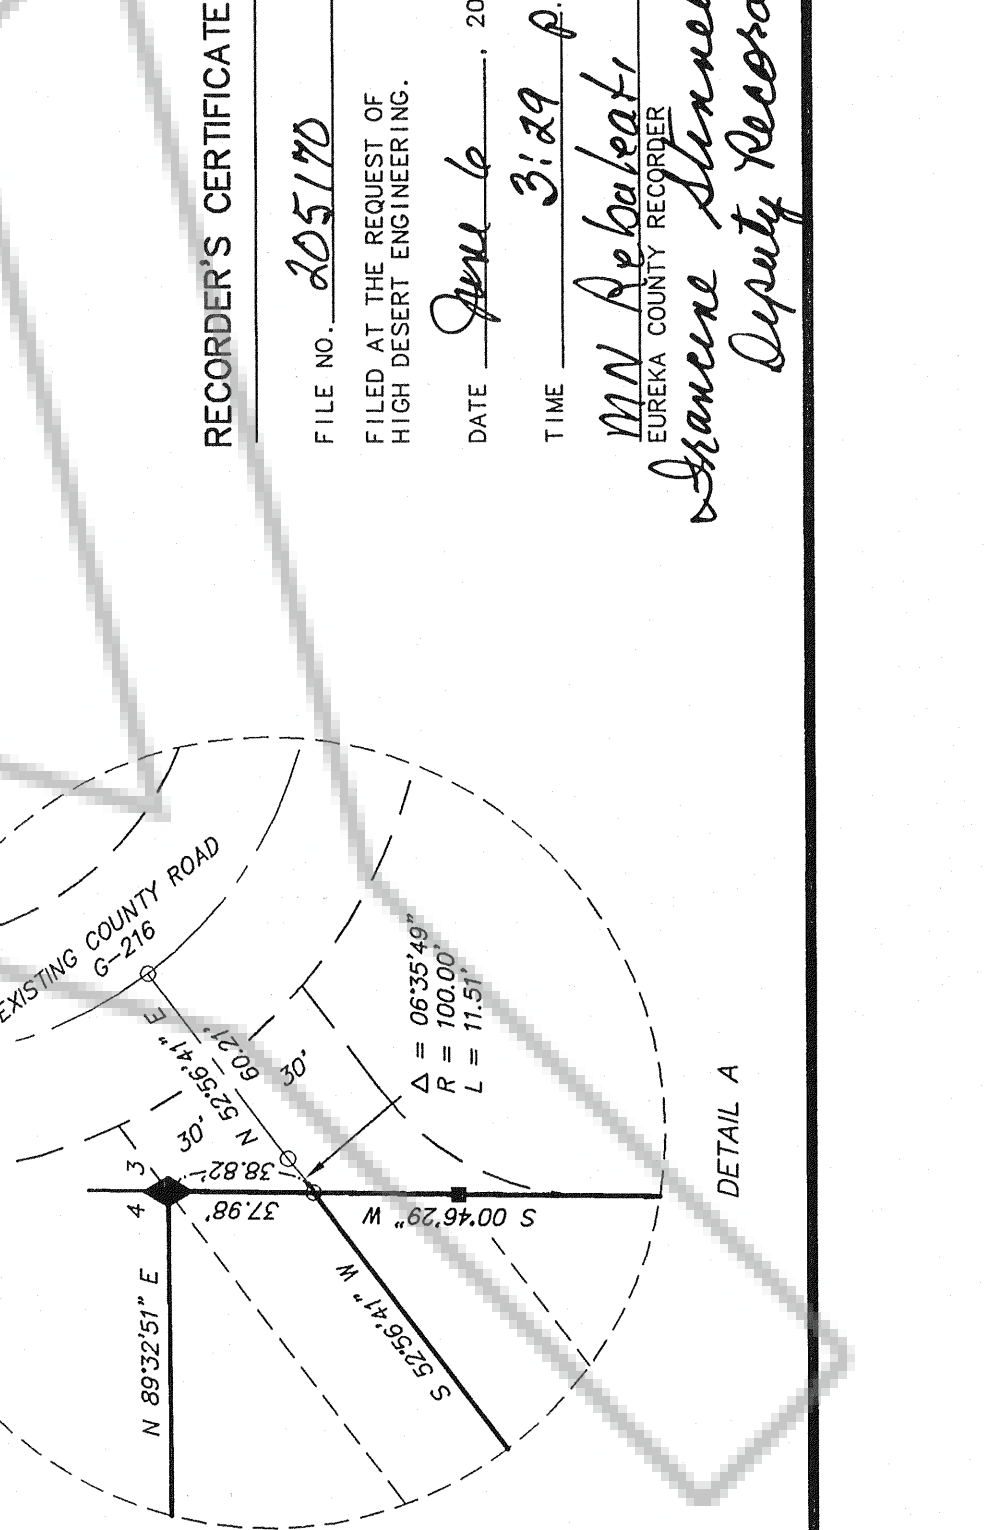 RECORDER'S CERTIFICATE
FILE NO. 205170
FILED AT THE REQUEST OF
HIGH DESERT ENGINEERING.
DATE June 6, 20
TIME 3:29 P.
MN Rebaleati,
EUREKA COUNTY RECORDER
Francine
Deputy
EXISTING COUNTY ROAD
G-216
N 52°56'41" E
60.21'
30'
30'
Δ = 06°35'49"
R = 100.00'
L = 11.51'
4
3
38.82'
37.98'
S 00°46'29" W
N 89°32'51" E
S 52°56'41" W
DETAIL A